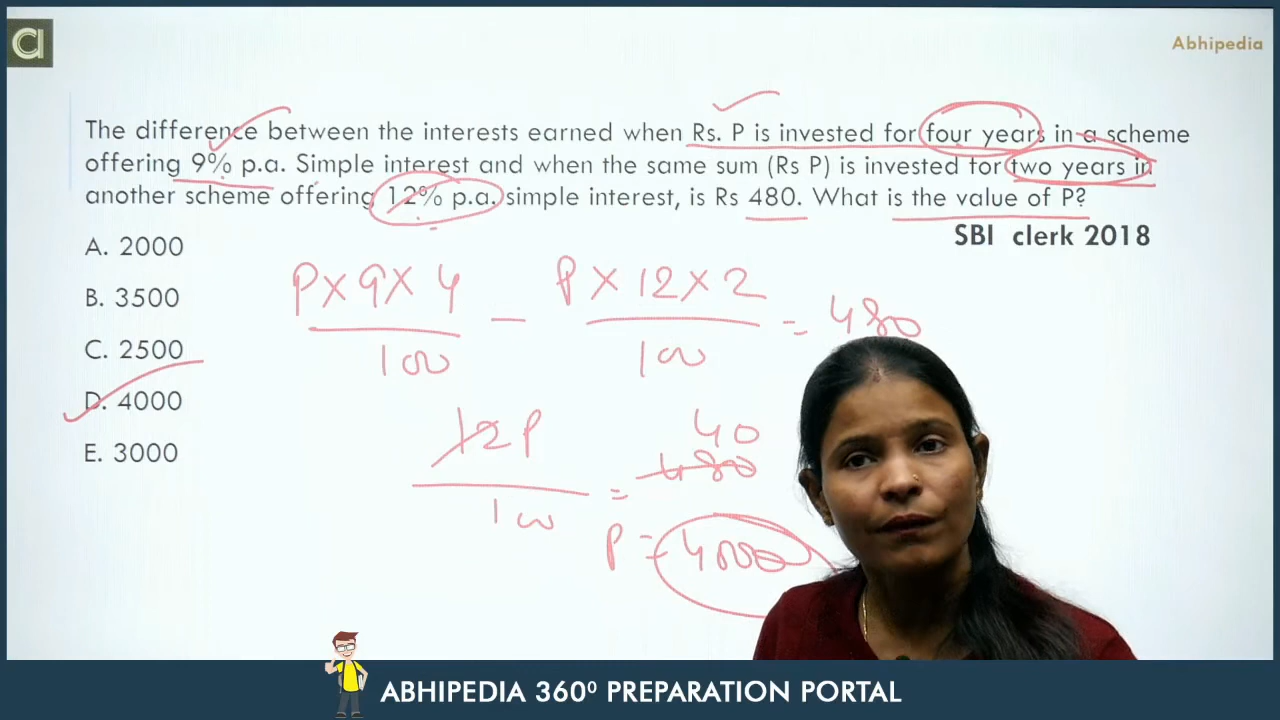 Abhipedia
The difference between the interests earned when Rs. P is invested for four years in a scheme
offering 9% p.a. Simple interest and when the same sum (Rs P) is invested for two years in
another scheme offering 12% p.a. simple interest, is Rs 480. What is the value of P?
SBI clerk 2018
A. 2000
B. 3500
C. 2500
D. 4000
E. 3000
P × 9 × 4 / 100 − P × 12 × 2 / 100 = 480
40
12 P / 100 = 480
P = 4000
ABHIPEDIA 360⁰ PREPARATION PORTAL